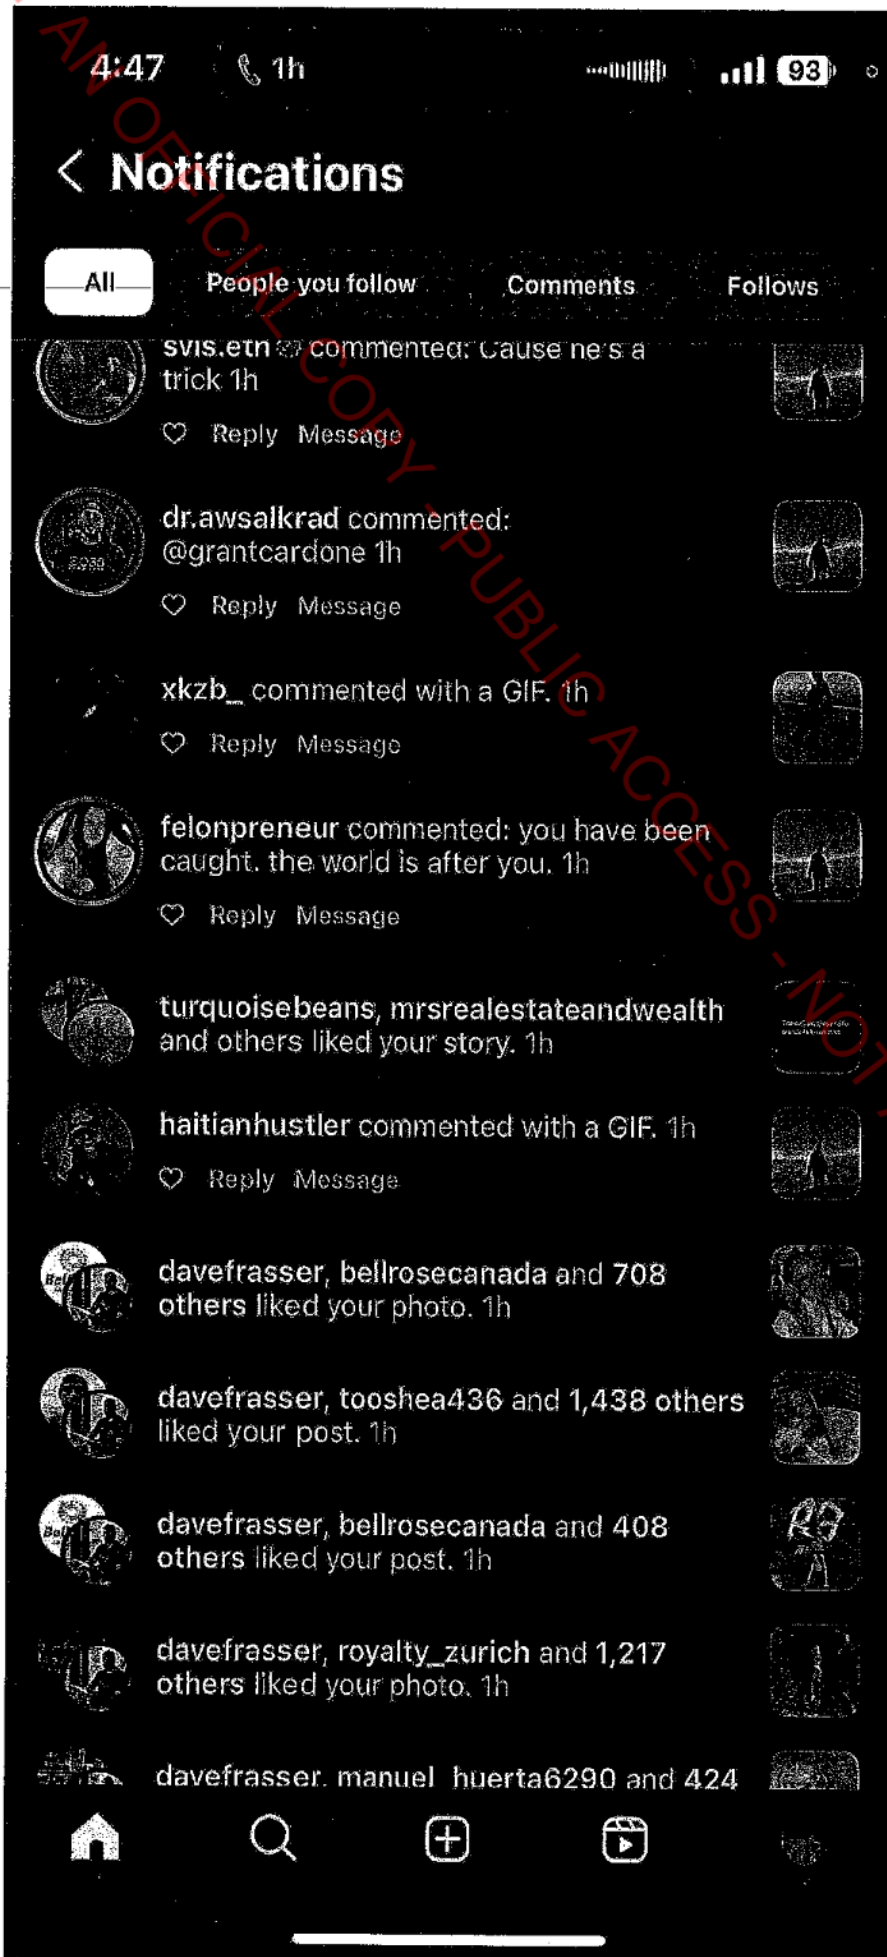 4:47 1h 93
Notifications
All People you follow Comments Follows
svis.eth commented: Cause he's a
trick 1h
Reply Message
dr.awsalkrad commented:
@grantcardone 1h
Reply Message
xkzb_ commented with a GIF. 1h
Reply Message
felonpreneur commented: you have been
caught. the world is after you. 1h
Reply Message
turquoisebeans, mrsrealestateandwealth
and others liked your story. 1h
haitianhustler commented with a GIF. 1h
Reply Message
davefrasser, bellrosecanada and 708
others liked your photo. 1h
davefrasser, tooshea436 and 1,438 others
liked your post. 1h
davefrasser, bellrosecanada and 408
others liked your post. 1h
davefrasser, royalty_zurich and 1,217
others liked your photo. 1h
davefrasser, manuel_huerta6290 and 424
AN OFFICIAL COPY - PUBLIC ACCESS - NOT